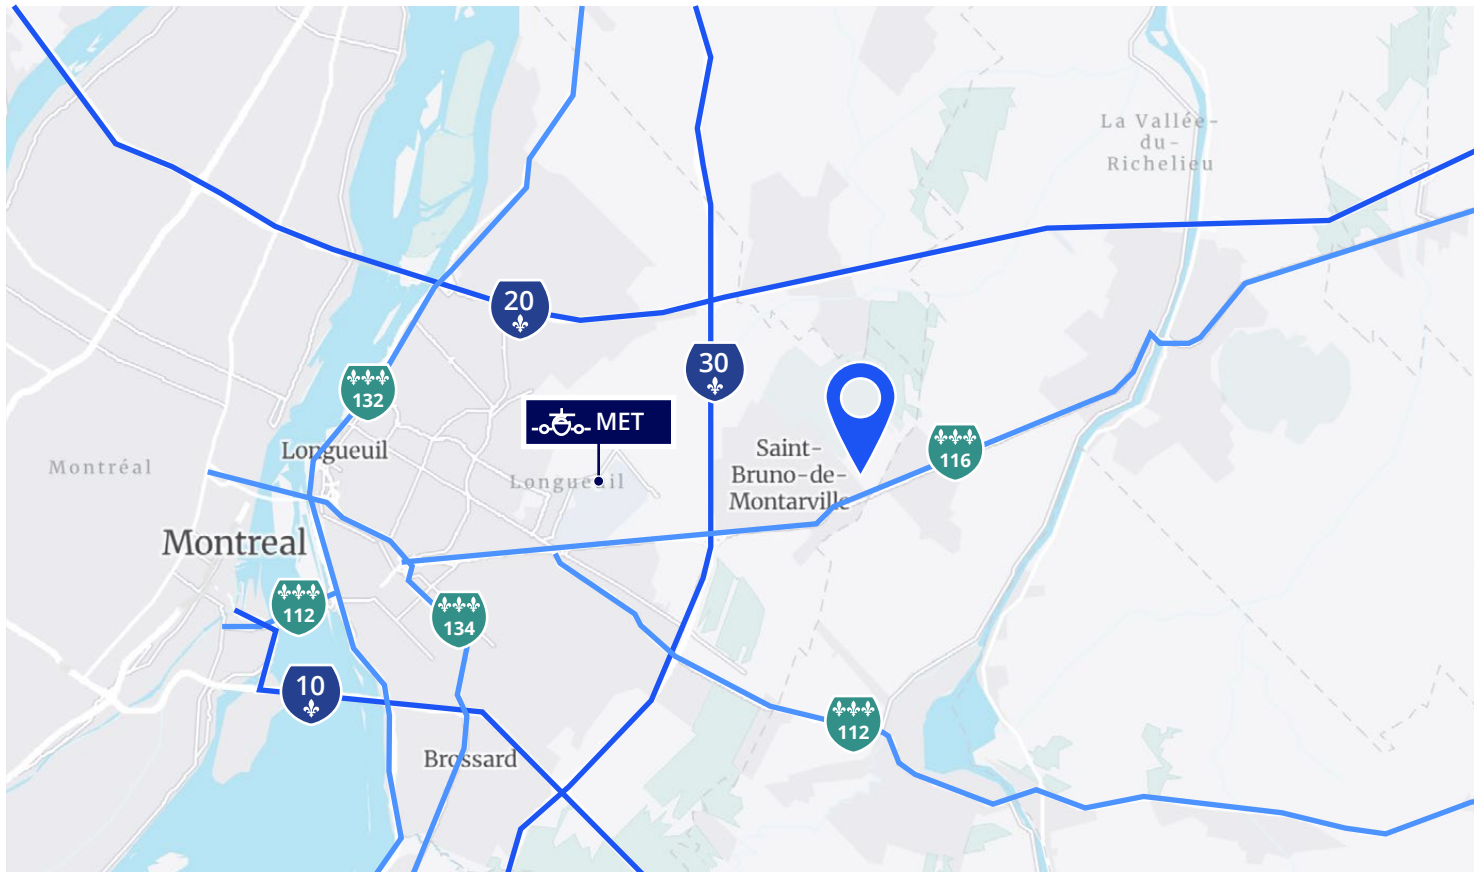 La Vallée-
du-
Richelieu
20
30
132
MET
Longueuil
Saint-
Bruno-de-
Montarville
116
Montréal
Longueuil
Montreal
112
134
10
112
Brossard